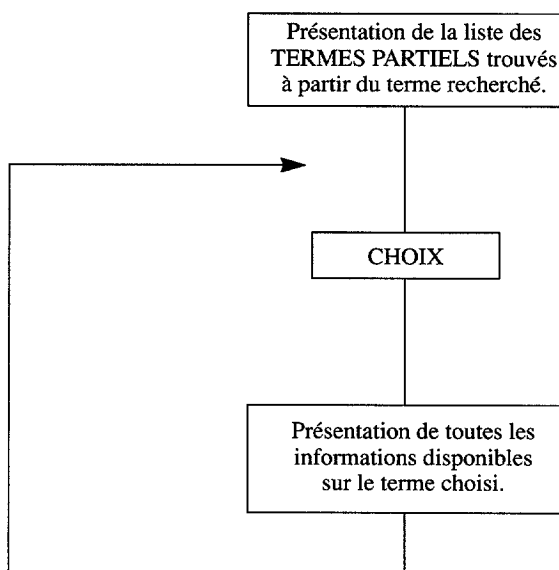 Présentation de la liste des
TERMES PARTIELS trouvés
à partir du terme recherché.
CHOIX
Présentation de toutes les
informations disponibles
sur le terme choisi.